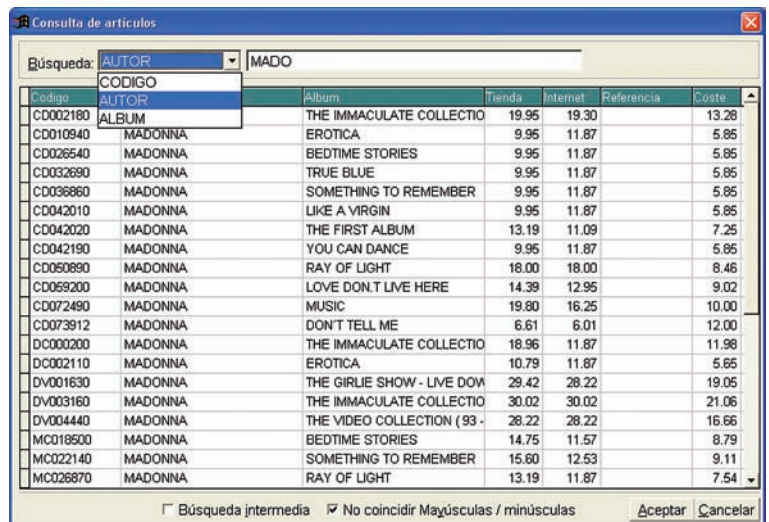 Consulta de artículos
Búsqueda: AUTOR MADO
CODIGO
AUTOR
ALBUM
Codigo Album Tienda Internet Referencia Coste
CD002180 THE IMMACULATE COLLECTIO 19.95 19.30 13.28
CD010940 MADONNA EROTICA 9.95 11.87 5.85
CD026540 MADONNA BEDTIME STORIES 9.95 11.87 5.85
CD032690 MADONNA TRUE BLUE 9.95 11.87 5.85
CD036860 MADONNA SOMETHING TO REMEMBER 9.95 11.87 5.85
CD042010 MADONNA LIKE A VIRGIN 9.95 11.87 5.85
CD042020 MADONNA THE FIRST ALBUM 13.19 11.09 7.25
CD042190 MADONNA YOU CAN DANCE 9.95 11.87 5.85
CD050890 MADONNA RAY OF LIGHT 18.00 18.00 8.46
CD059200 MADONNA LOVE DON,T LIVE HERE 14.39 12.95 9.02
CD072490 MADONNA MUSIC 19.80 16.25 10.00
CD073912 MADONNA DON'T TELL ME 6.61 6.01 12.00
DC000200 MADONNA THE IMMACULATE COLLECTIO 18.96 11.87 11.98
DC002110 MADONNA EROTICA 10.79 11.87 5.65
DV001630 MADONNA THE GIRLIE SHOW - LIVE DOW 29.42 28.22 19.05
DV003160 MADONNA THE IMMACULATE COLLECTIO 30.02 30.02 21.06
DV004440 MADONNA THE VIDEO COLLECTION ( 93 - 28.22 28.22 16.66
MC018500 MADONNA BEDTIME STORIES 14.75 11.57 8.79
MC022140 MADONNA SOMETHING TO REMEMBER 15.60 12.53 9.11
MC026870 MADONNA RAY OF LIGHT 13.19 11.87 7.54
Búsqueda intermedia No coincidir Mayúsculas / minúsculas Aceptar Cancelar